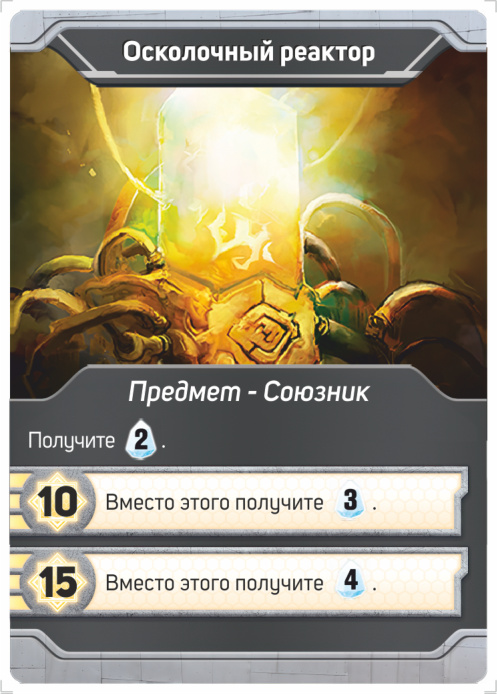 Осколочный реактор
Предмет - Союзник
Получите 2 .
10 Вместо этого получите 3 .
15 Вместо этого получите 4 .